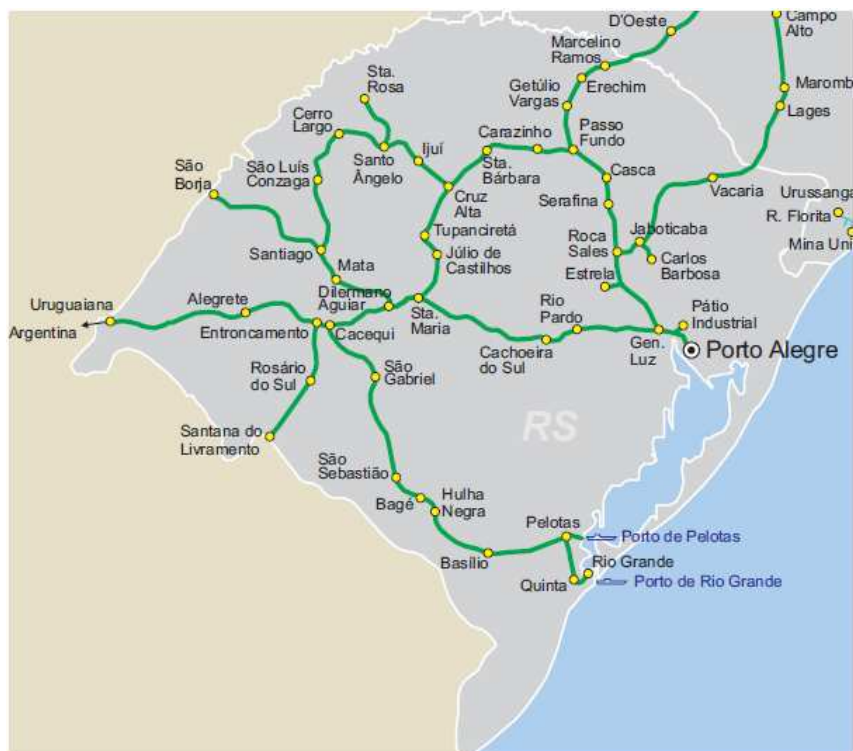 D'Oeste
Campo
Alto
Marcelino
Ramos
Sta.
Rosa
Getúlio
Vargas
Erechim
Maromb
Lages
Cerro
Largo
Carazinho
Passo
Fundo
Ijuí
São
Borja
São Luís
Conzaga
Santo
Ângelo
Sta.
Bárbara
Casca
Vacaria
Urussanga
Cruz
Alta
Serafina
R. Florita
Tupanciretã
Jaboticaba
Mina Uni
Santiago
Júlio de
Castilhos
Roca
Sales
Carlos
Barbosa
Mata
Estrela
Uruguaiana
Alegrete
Dilermano
Aguiar
Rio
Pardo
Pátio
Industrial
Argentina
Entroncamento
Cacequi
Sta.
Maria
Cachoeira
do Sul
Gen.
Luz
Porto Alegre
Rosário
do Sul
São
Gabriel
RS
Santana do
Livramento
São
Sebastião
Bagé
Hulha
Negra
Pelotas
Porto de Pelotas
Basílio
Rio Grande
Quinta
Porto de Rio Grande